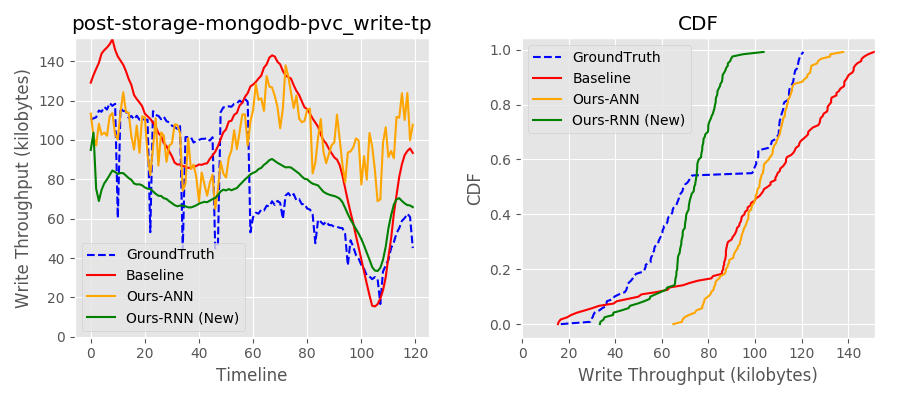 post-storage-mongodb-pvc_write-tp
Write Throughput (kilobytes)
140
120
100
80
60
40
20
0
GroundTruth
Baseline
Ours-ANN
Ours-RNN (New)
0 20 40 60 80 100 120
Timeline
CDF
CDF
1.0
0.8
0.6
0.4
0.2
0.0
GroundTruth
Baseline
Ours-ANN
Ours-RNN (New)
0 20 40 60 80 100 120 140
Write Throughput (kilobytes)